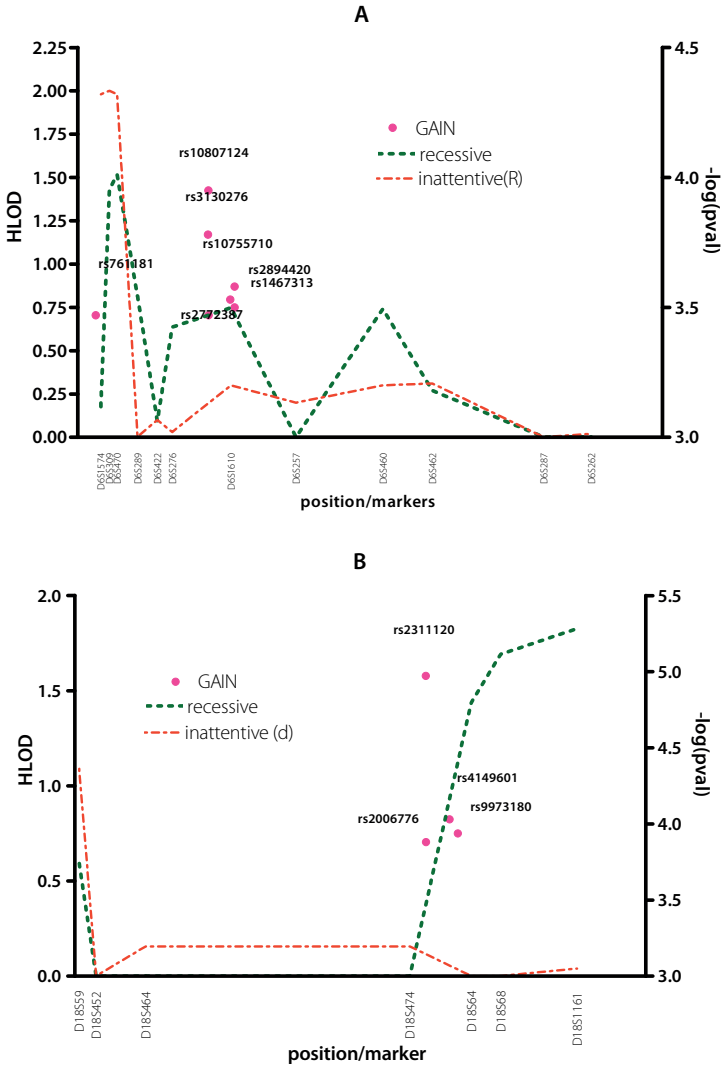 A
2.25
2.00
1.75
1.50
1.25
1.00
0.75
0.50
0.25
0.00
HLOD
4.5
4.0
3.5
3.0
-log(pval)
GAIN
recessive
inattentive(R)
rs10807124
rs3130276
rs10755710
rs761181
rs2894420
rs1467313
rs2772387
D6S1574
D6S309
D6S470
D6S289
D6S422
D6S276
D6S1610
D6S257
D6S460
D6S462
D6S287
D6S262
position/markers
B
2.0
1.5
1.0
0.5
0.0
HLOD
5.5
5.0
4.5
4.0
3.5
3.0
-log(pval)
GAIN
recessive
inattentive (d)
rs2311120
rs4149601
rs9973180
rs2006776
D18S59
D18S452
D18S464
D18S474
D18S64
D18S68
D18S1161
position/marker